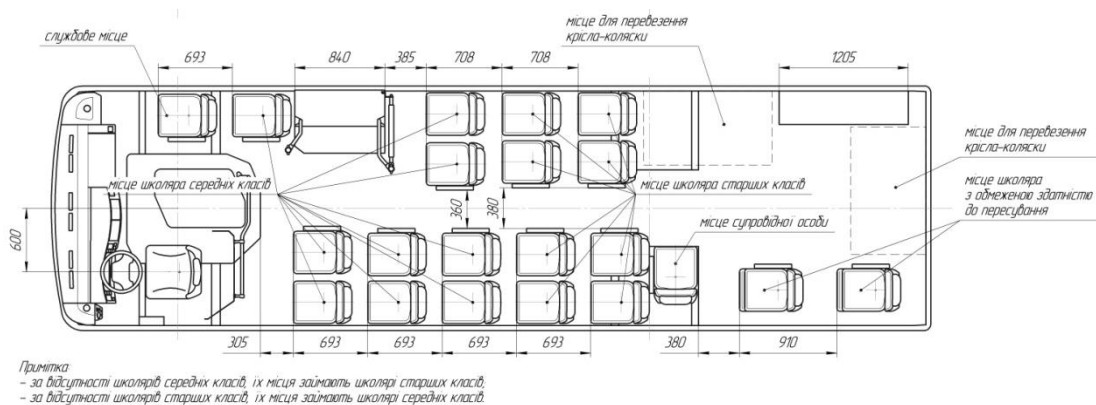 службове місце
місце для перевезення
крісла-коляски
693
840
385
708
708
1205
місце для перевезення
крісла-коляски
місце школяра середніх класів
місце школяра старших класів
місце школяра
з обмеженою здатністю
до пересування
360
380
600
місце супровідної особи
305
693
693
693
693
380
910
Примітка
- за відсутності школярів середніх класів, їх місця займають школярі старших класів;
- за відсутності школярів старших класів, їх місця займають школярі середніх класів.